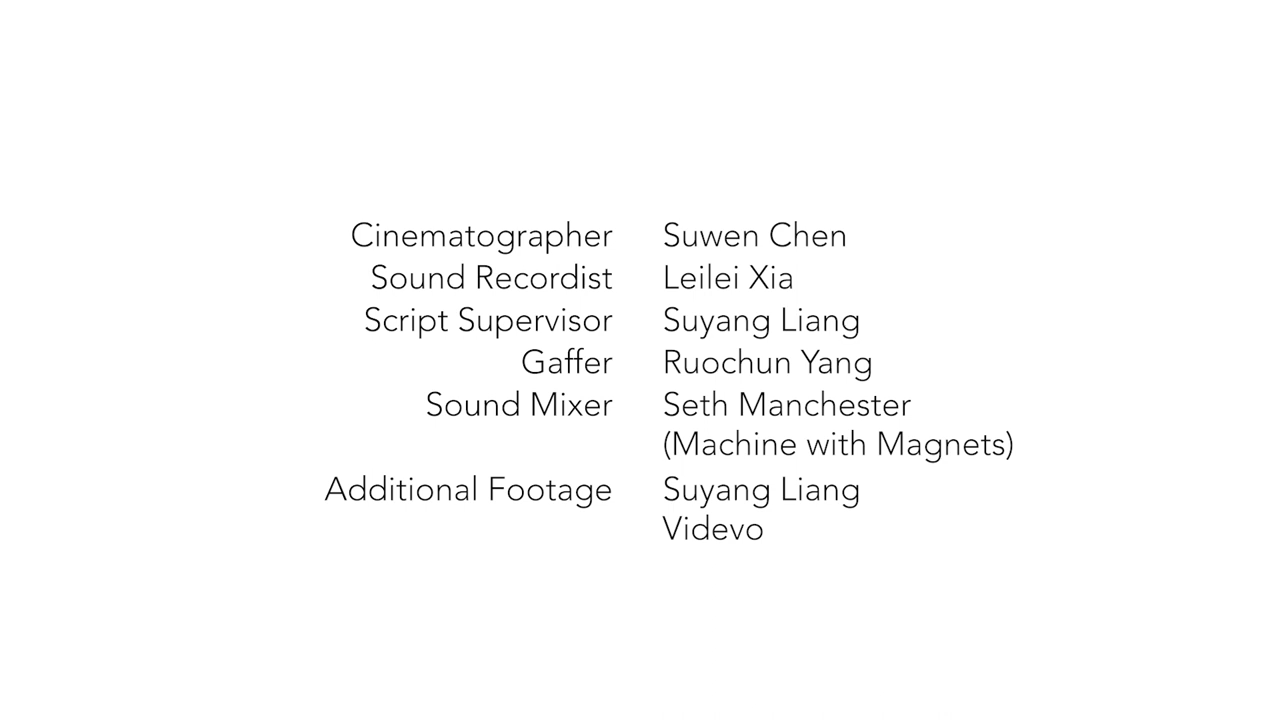 Cinematographer Suwen Chen
Sound Recordist Leilei Xia
Script Supervisor Suyang Liang
Gaffer Ruochun Yang
Sound Mixer Seth Manchester
(Machine with Magnets)
Additional Footage Suyang Liang
Videvo